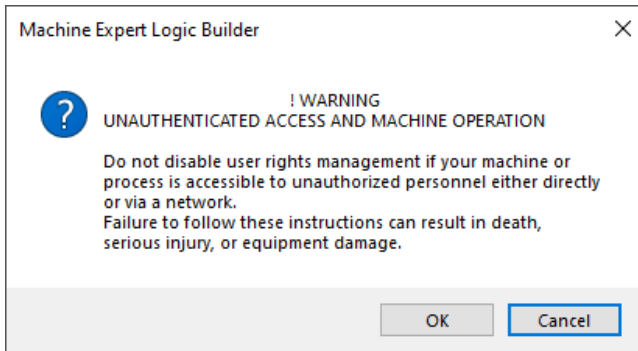 Machine Expert Logic Builder
! WARNING
UNAUTHENTICATED ACCESS AND MACHINE OPERATION
Do not disable user rights management if your machine or
process is accessible to unauthorized personnel either directly
or via a network.
Failure to follow these instructions can result in death,
serious injury, or equipment damage.
OK
Cancel